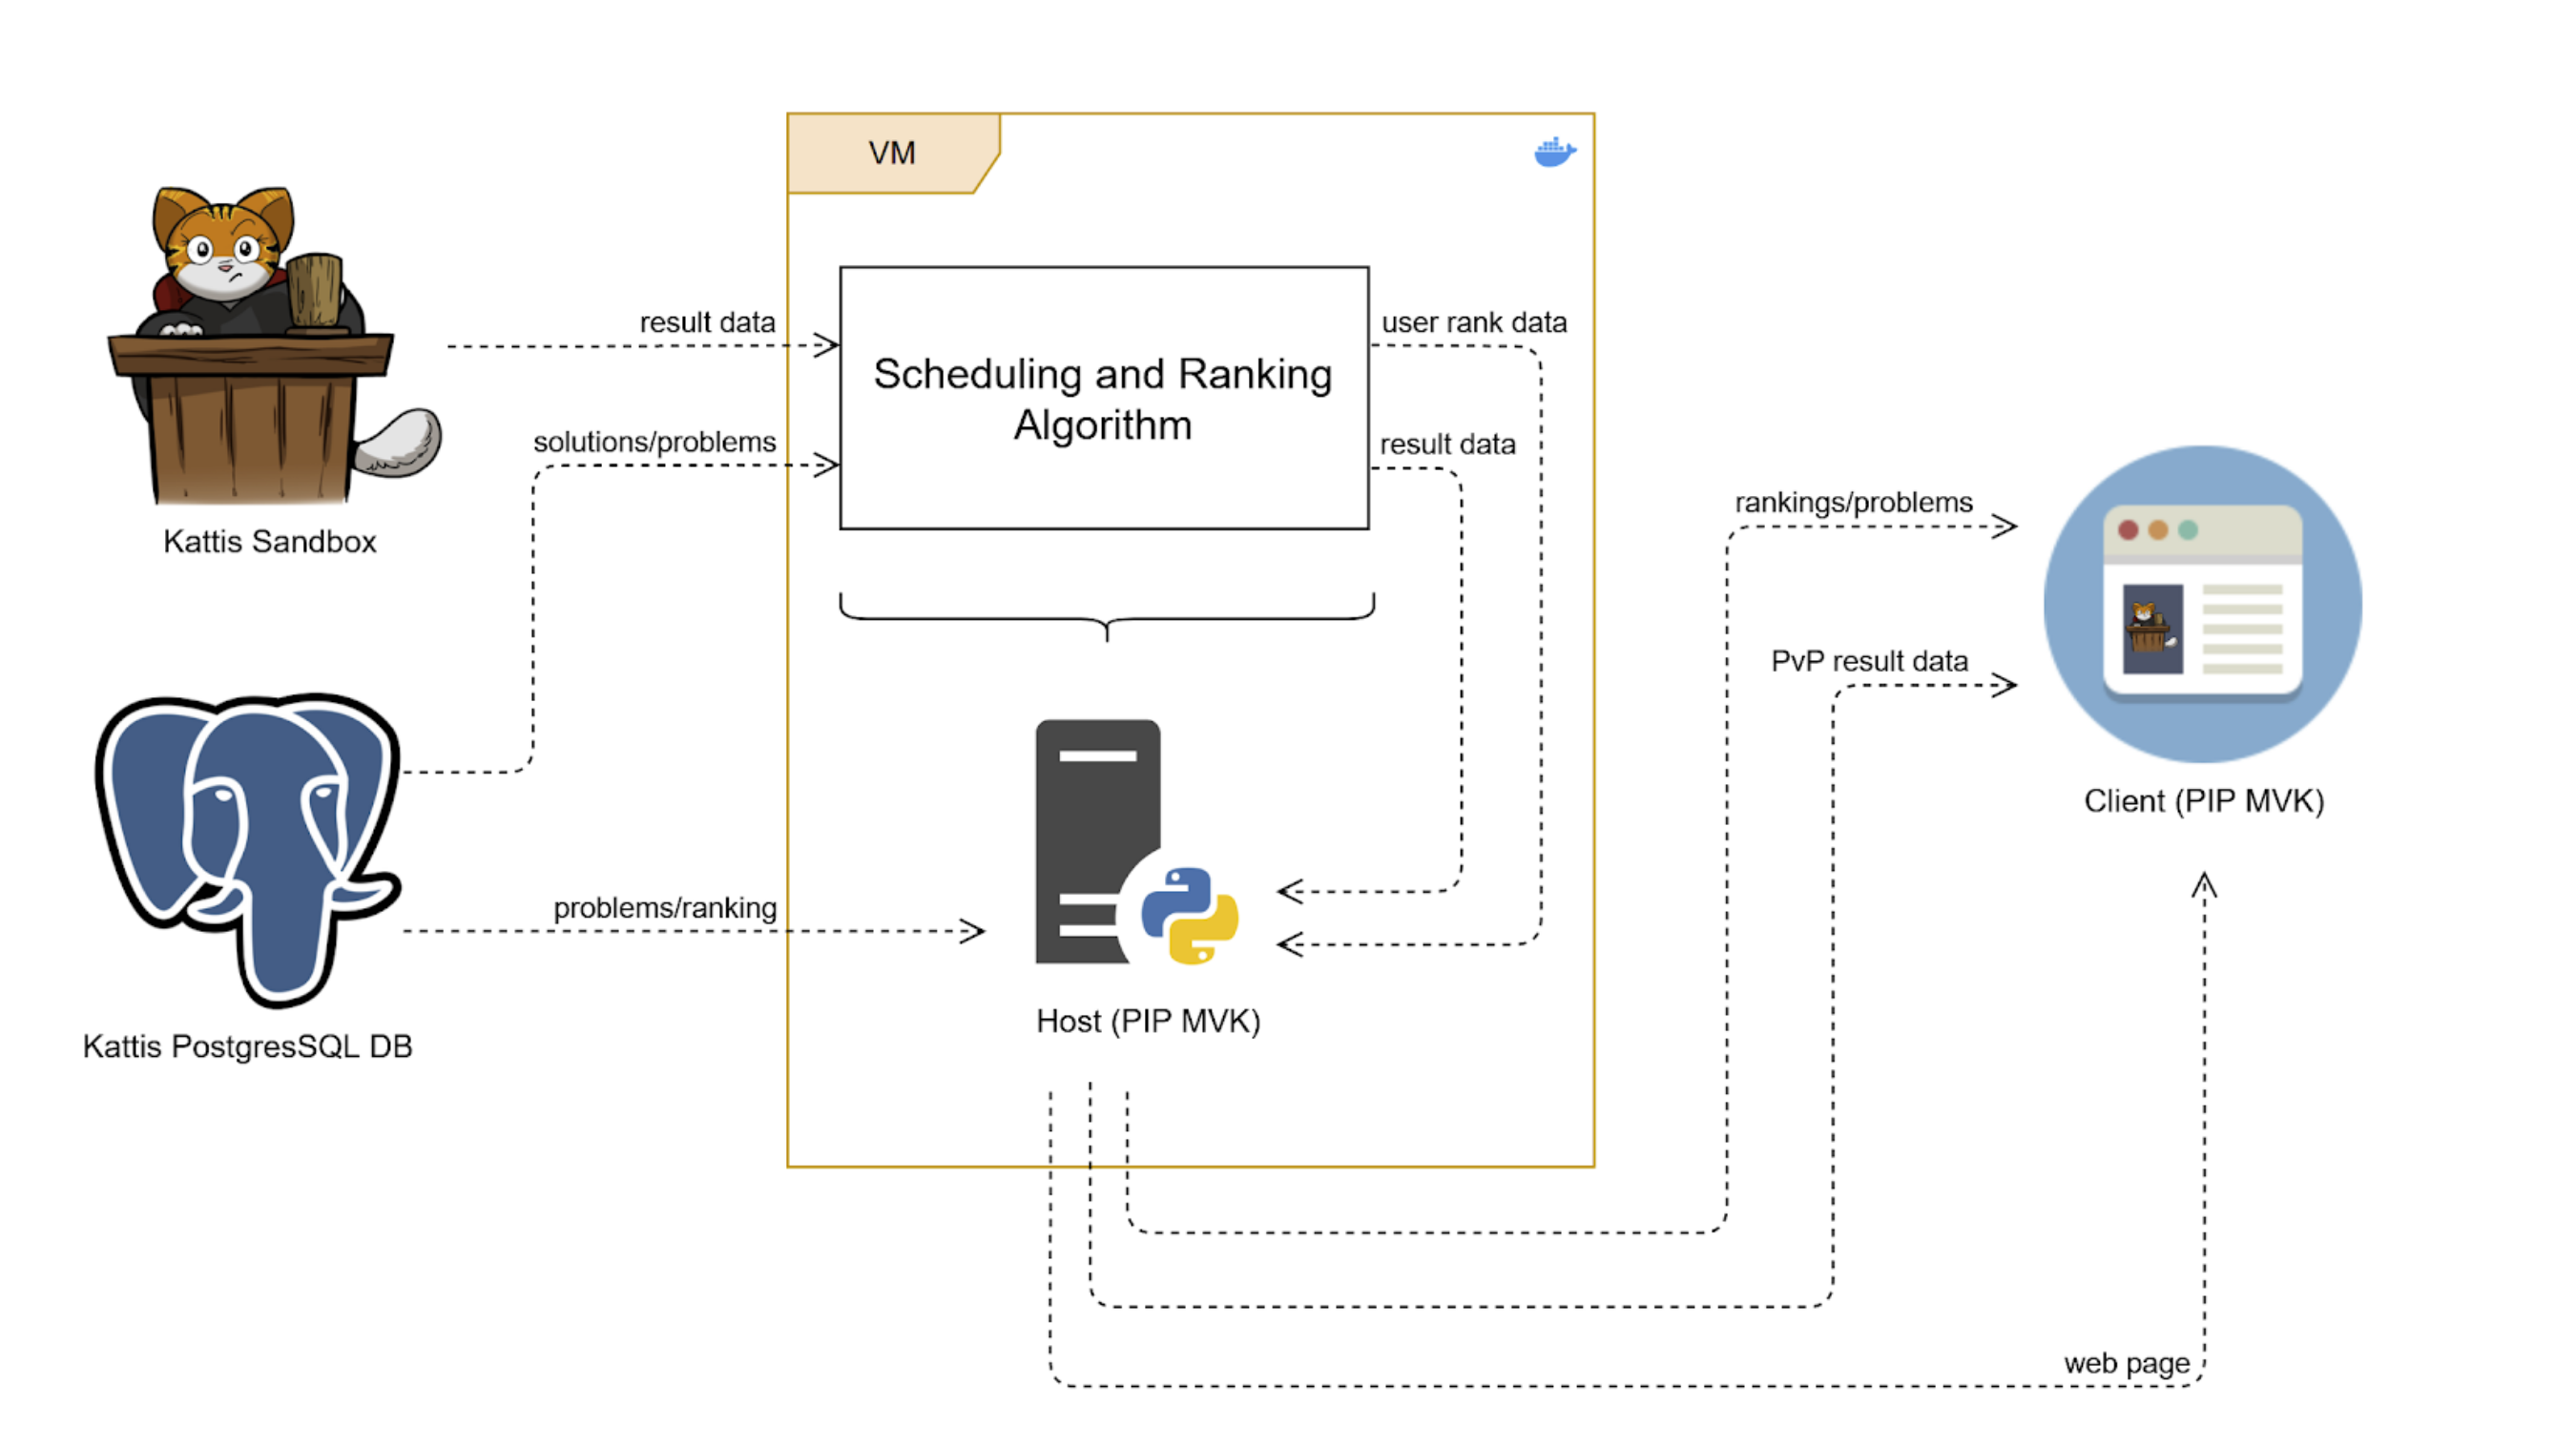 VM
result data
user rank data
Scheduling and Ranking
Algorithm
solutions/problems
result data
Kattis Sandbox
rankings/problems
PvP result data
Client (PIP MVK)
problems/ranking
Host (PIP MVK)
Kattis PostgresSQL DB
web page